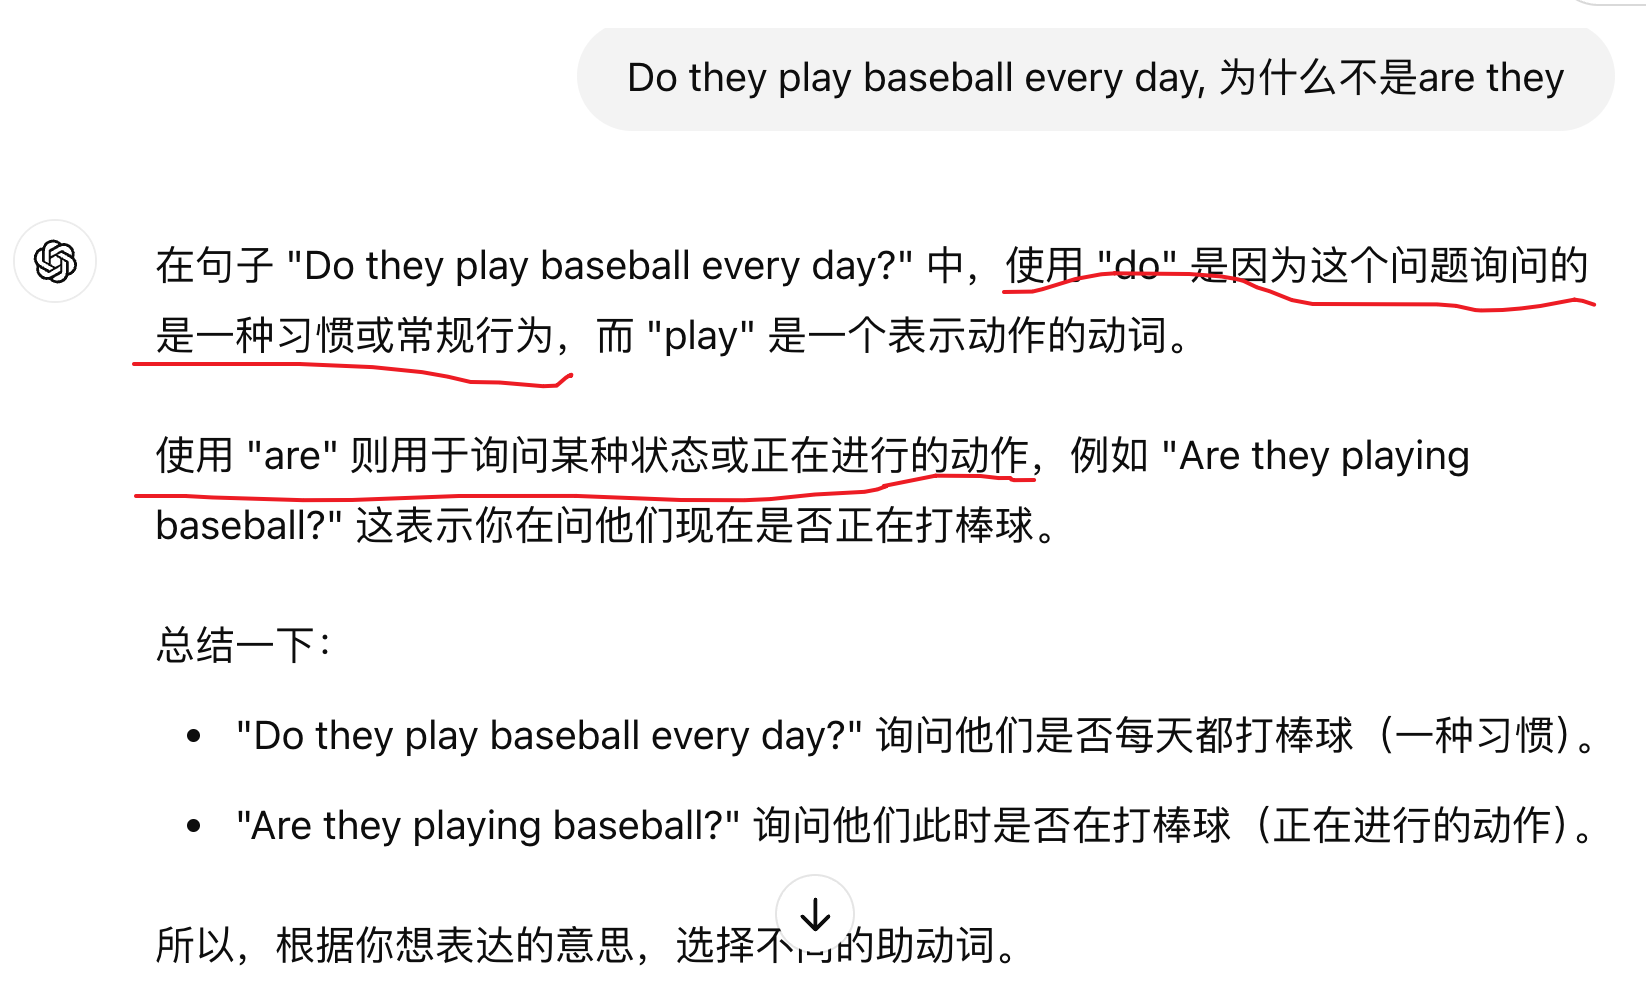 Do they play baseball every day, 为什么不是are they
在句子 "Do they play baseball every day?" 中，使用 "do" 是因为这个问题询问的
是一种习惯或常规行为，而 "play" 是一个表示动作的动词。
使用 "are" 则用于询问某种状态或正在进行的动作，例如 "Are they playing
baseball?" 这表示你在问他们现在是否正在打棒球。
总结一下：
• "Do they play baseball every day?" 询问他们是否每天都打棒球（一种习惯）。
• "Are they playing baseball?" 询问他们此时是否在打棒球（正在进行的动作）。
所以，根据你想表达的意思，选择不同的助动词。